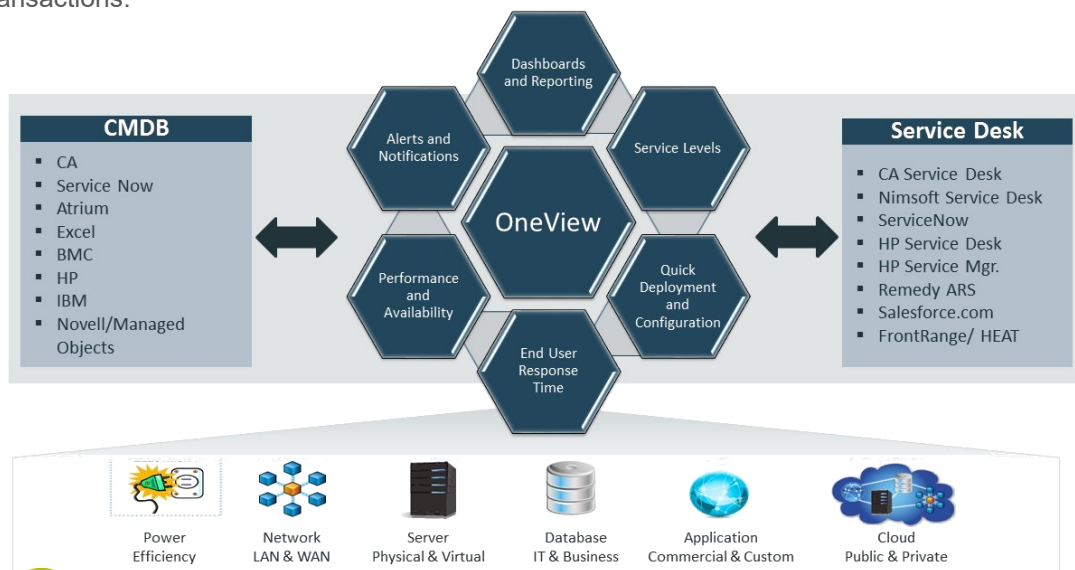 ansactions.
Dashboards
and Reporting
Alerts and
Notifications
Service Levels
OneView
Performance
and
Availability
Quick
Deployment
and
Configuration
End User
Response
Time
CMDB
▪ CA
▪ Service Now
▪ Atrium
▪ Excel
▪ BMC
▪ HP
▪ IBM
▪ Novell/Managed
Objects
Service Desk
▪ CA Service Desk
▪ Nimsoft Service Desk
▪ ServiceNow
▪ HP Service Desk
▪ HP Service Mgr.
▪ Remedy ARS
▪ Salesforce.com
▪ FrontRange/ HEAT
Power
Efficiency
Network
LAN & WAN
Server
Physical & Virtual
Database
IT & Business
Application
Commercial & Custom
Cloud
Public & Private